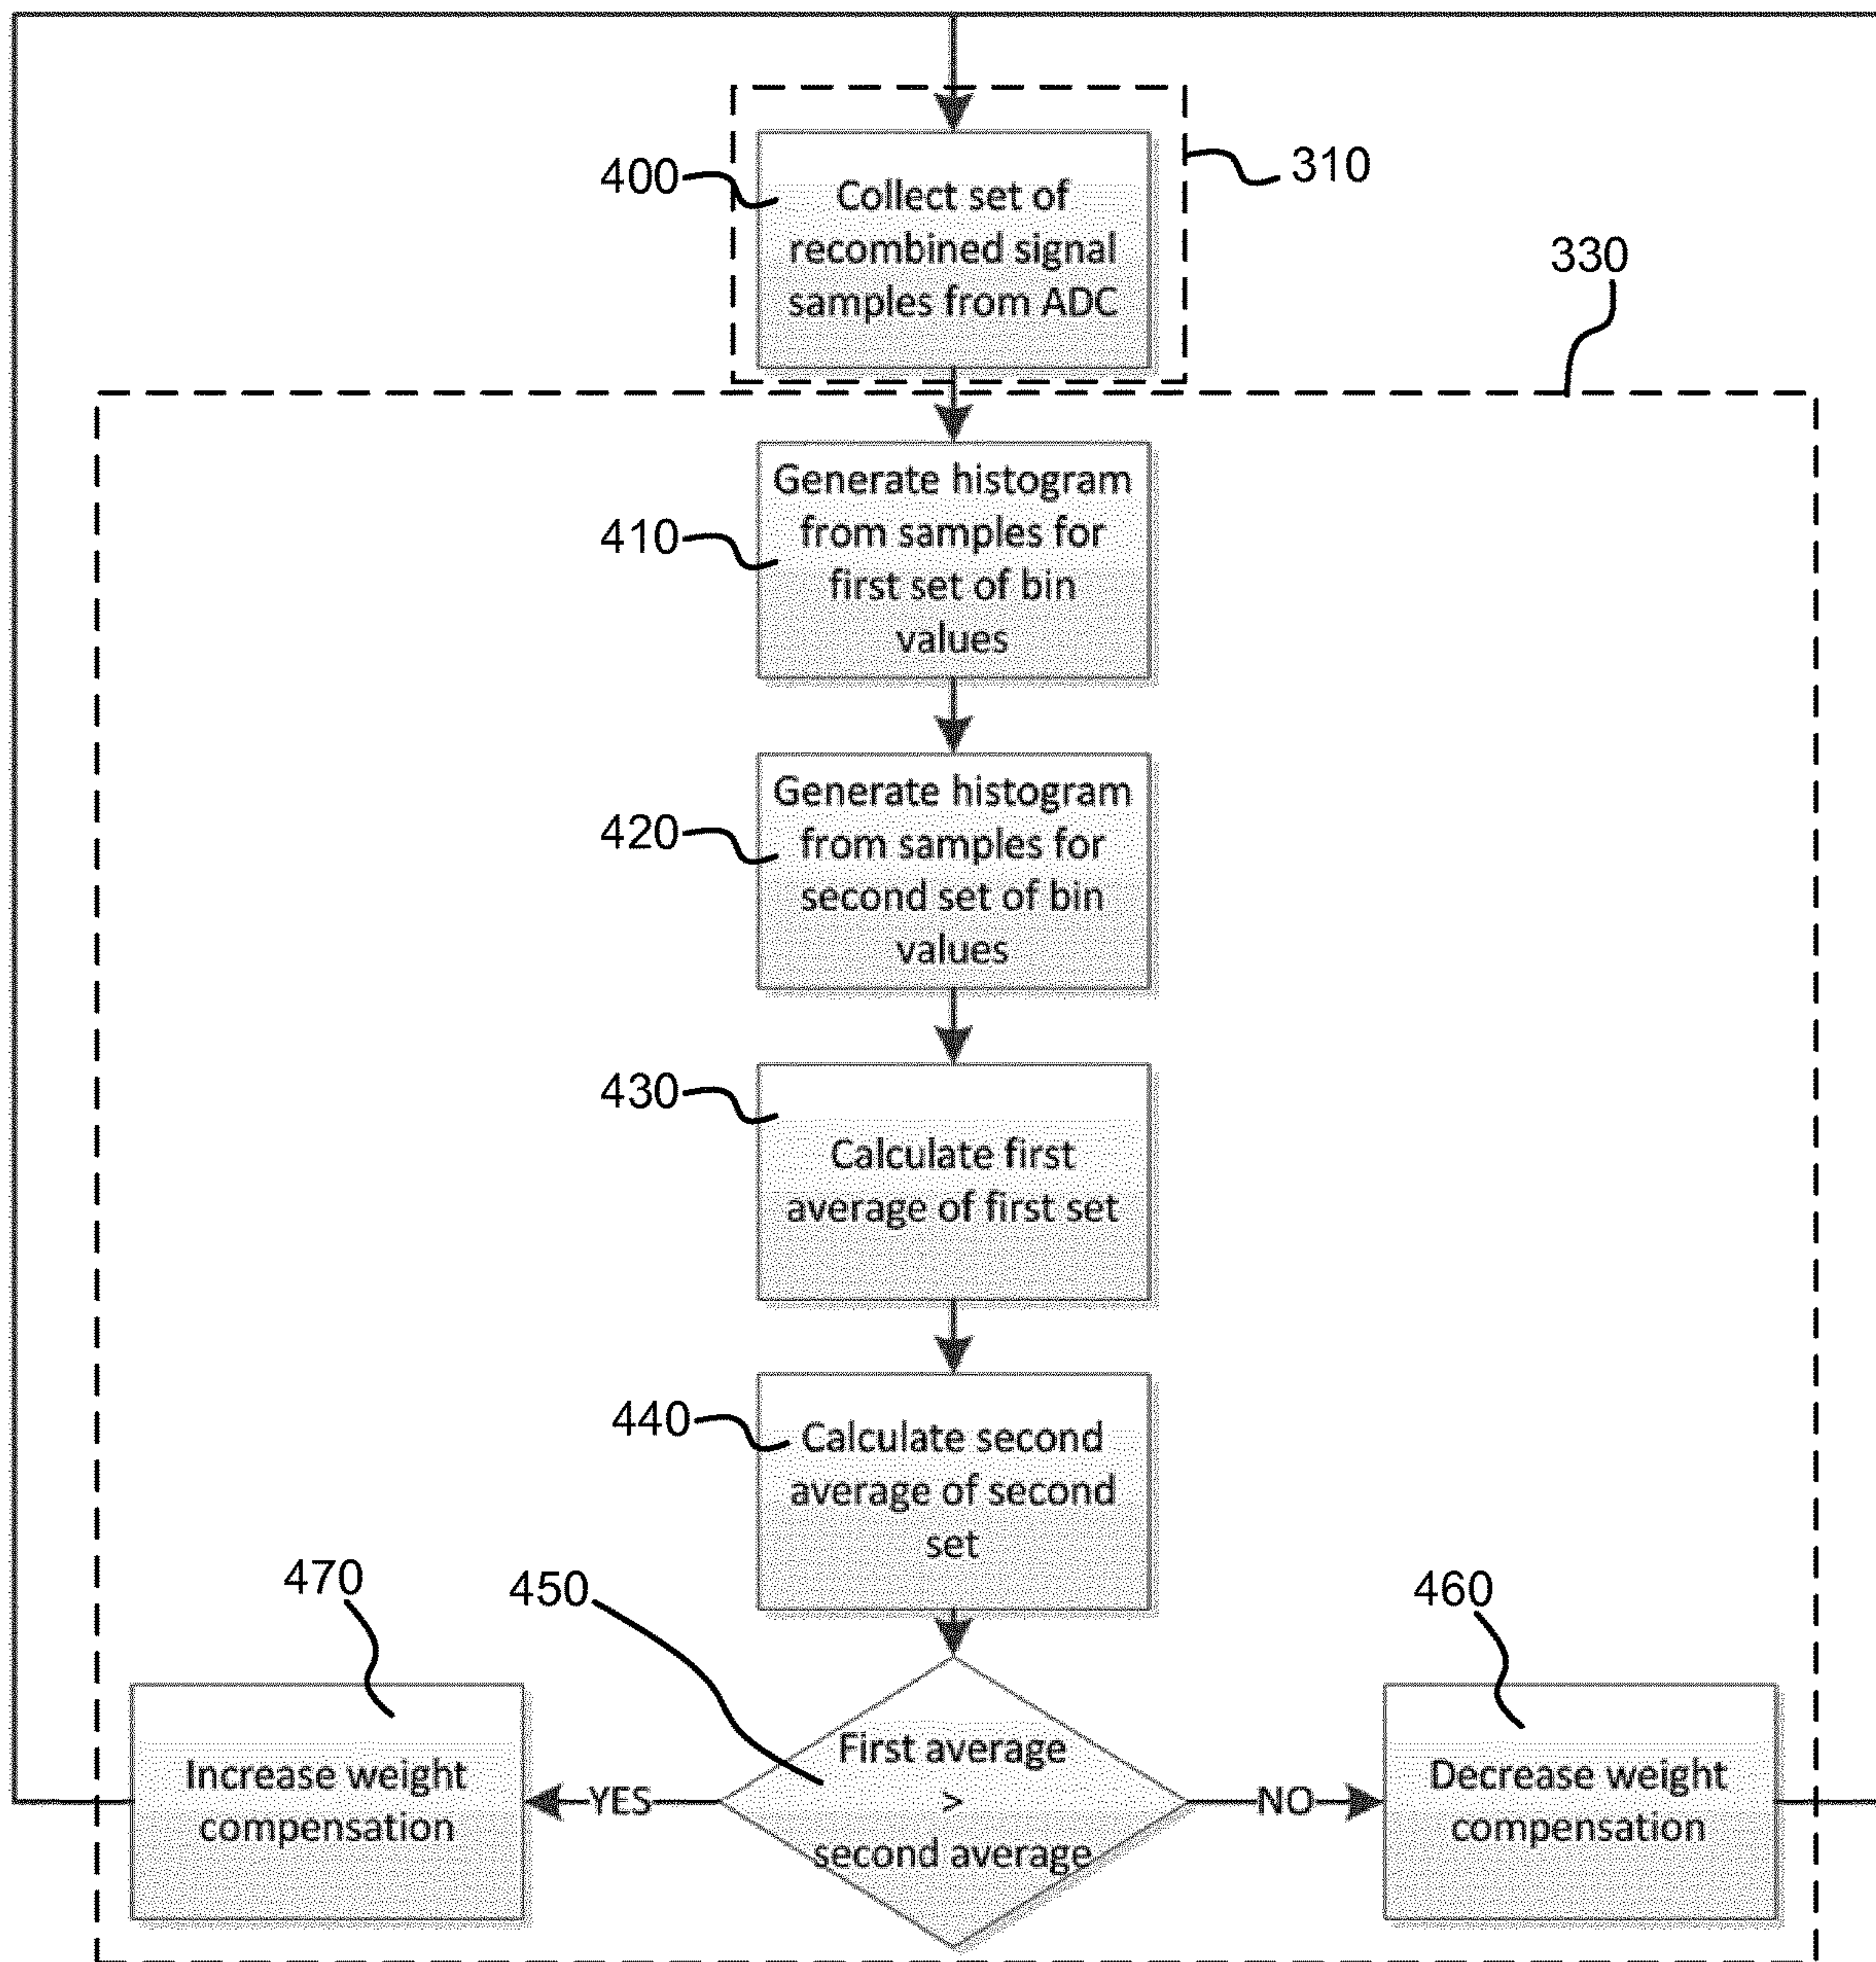 400
Collect set of
recombined signal
samples from ADC
310
330
410
Generate histogram
from samples for
first set of bin
values
420
Generate histogram
from samples for
second set of bin
values
430
Calculate first
average of first set
440
Calculate second
average of second
set
470
450
460
Increase weight
compensation
YES
First average
>
second average
NO
Decrease weight
compensation